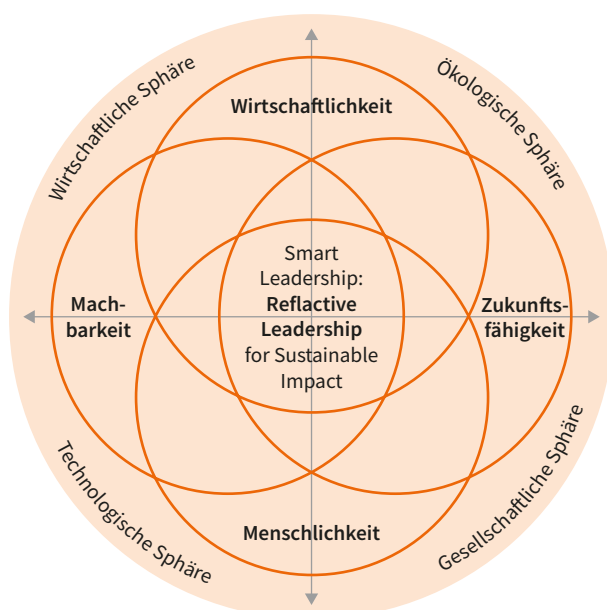 Wirtschaftliche Sphäre
Ökologische Sphäre
Wirtschaftlichkeit
Mach-
barkeit
Smart
Leadership:
Reflactive
Leadership
for Sustainable
Impact
Zukunfts-
fähigkeit
Menschlichkeit
Technologische Sphäre
Gesellschaftliche Sphäre